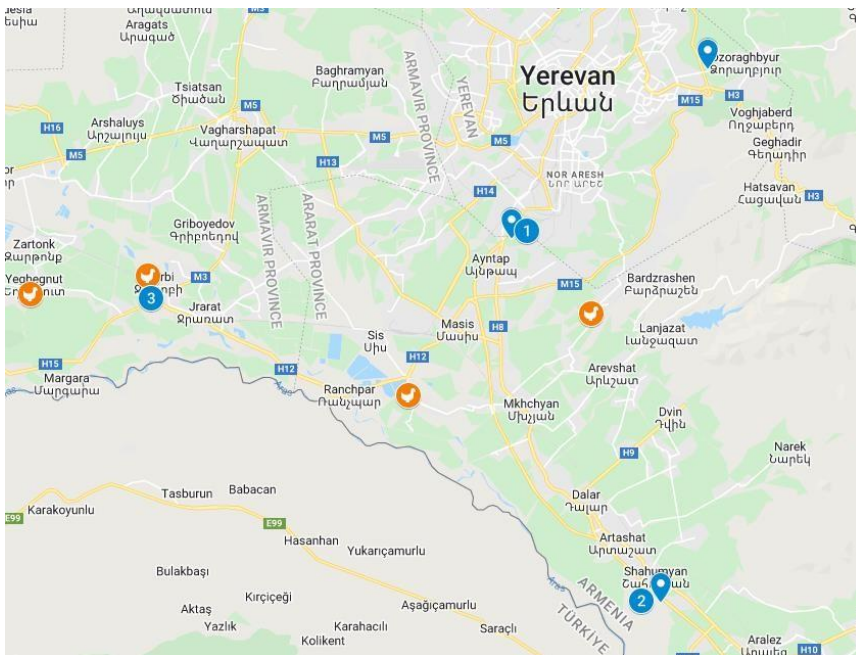 M3
Aragats
Արագած
Tsiatsan
Ծիածան
M5
Baghramyan
Բաղրամյան
ARMAVIR PROVINCE
YEREVAN
Yerevan
Երևան
Ձորաղբյուր
M15
H3
Voghjaberd
Ողջաբերդ
Geghadir
Գեղադիր
H16
Arshaluys
Արշալույս
M5
Vagharshapat
Վաղարշապատ
M5
M5
H13
H14
NOR ARESH
ՆՈՐ ԱՐԵՇ
Hatsavan
Հացավան
H3
ARMAVIR PROVINCE
ARARAT PROVINCE
Griboyedov
Գրիբոեդով
Zartonk
Զարթոնք
1
Ayntap
Այնթապ
Yeghegnut
M3
3
Jrarat
Ջրառատ
M15
Bardzrashen
Բարձրաշեն
Sis
Սիս
Masis
Մասիս
H8
Lanjazat
Լանջազատ
H12
H12
H15
Margara
Մարգարա
Aras
Ranchpar
Ռանչպար
Arevshat
Արևշատ
Mkhchyan
Մխչյան
Dvin
Դվին
H9
Narek
Նարեկ
Tasburun
Babacan
Karakoyunlu
E99
E99
Dalar
Դալար
Hasanhan
Yukarıçamurlu
Artashat
Արտաշատ
Bulakbaşı
Shahumyan
2
ARMENIA
TÜRKİYE
Kırçiçeği
Aktaş
Yazlık
Karahacılı
Kolikent
Aşağıçamurlu
Saraçlı
Aralez
H10